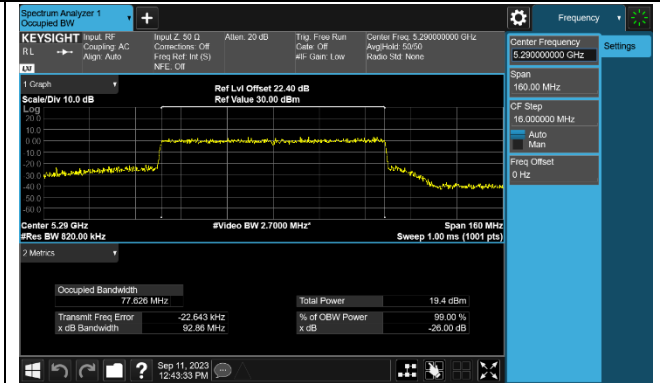 Spectrum Analyzer 1
Occupied BW
+
Frequency
KEYSIGHT
RL
LXI
Input: RF
Coupling: AC
Align: Auto
Input Z: 50 Ω
Corrections: Off
Freq Ref: Int (S)
NFE: Off
Atten: 20 dB
Trig: Free Run
Gate: Off
#IF Gain: Low
Center Freq: 5.290000000 GHz
Avg|Hold: 50/50
Radio Std: None
Center Frequency
5.290000000 GHz
Settings
Span
160.00 MHz
CF Step
16.000000 MHz
Auto
Man
Freq Offset
0 Hz
1 Graph
Scale/Div 10.0 dB
Ref Lvl Offset 22.40 dB
Ref Value 30.00 dBm
Log
20.0
10.0
0.00
-10.0
-20.0
-30.0
-40.0
-50.0
-60.0
Center 5.29 GHz
#Video BW 2.7000 MHz*
Span 160 MHz
#Res BW 820.00 kHz
Sweep 1.00 ms (1001 pts)
2 Metrics
Occupied Bandwidth
77.626 MHz
Total Power
19.4 dBm
Transmit Freq Error
-22.643 kHz
% of OBW Power
99.00 %
x dB Bandwidth
92.86 MHz
x dB
-26.00 dB
?
Sep 11, 2023
12:43:33 PM